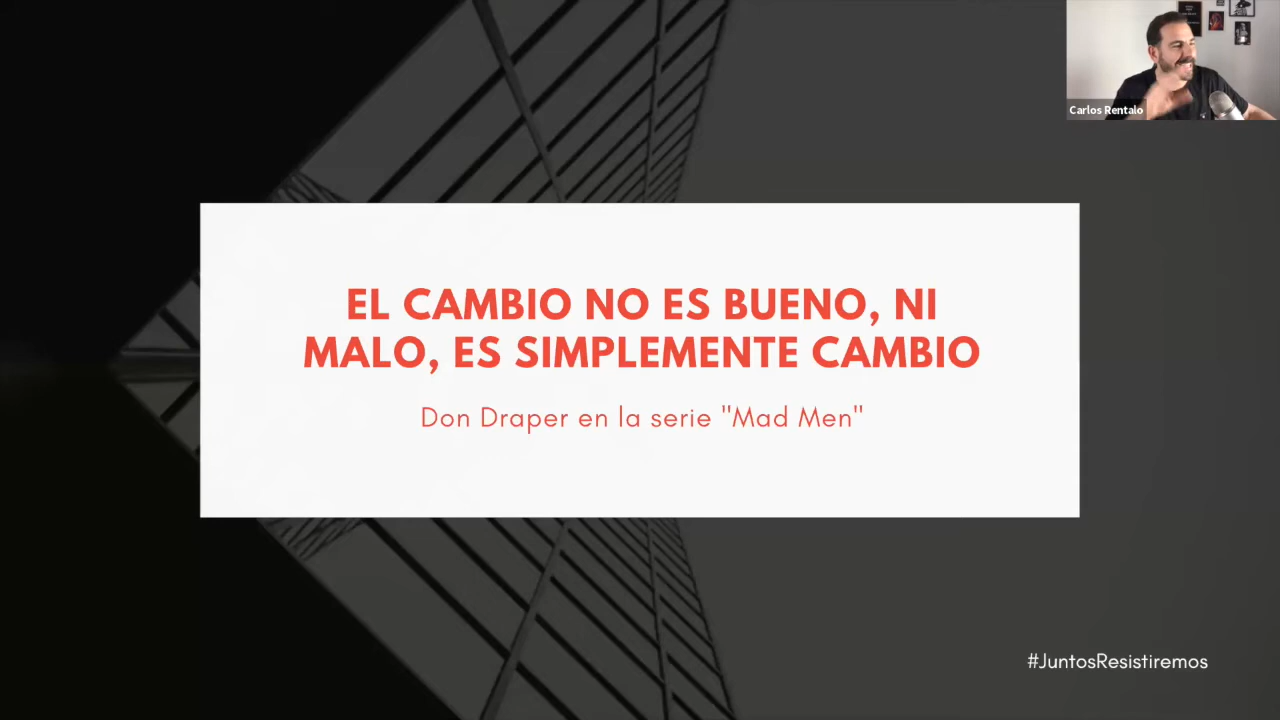 Carlos Rentalo
EL CAMBIO NO ES BUENO, NI
MALO, ES SIMPLEMENTE CAMBIO
Don Draper en la serie "Mad Men"
#JuntosResistiremos